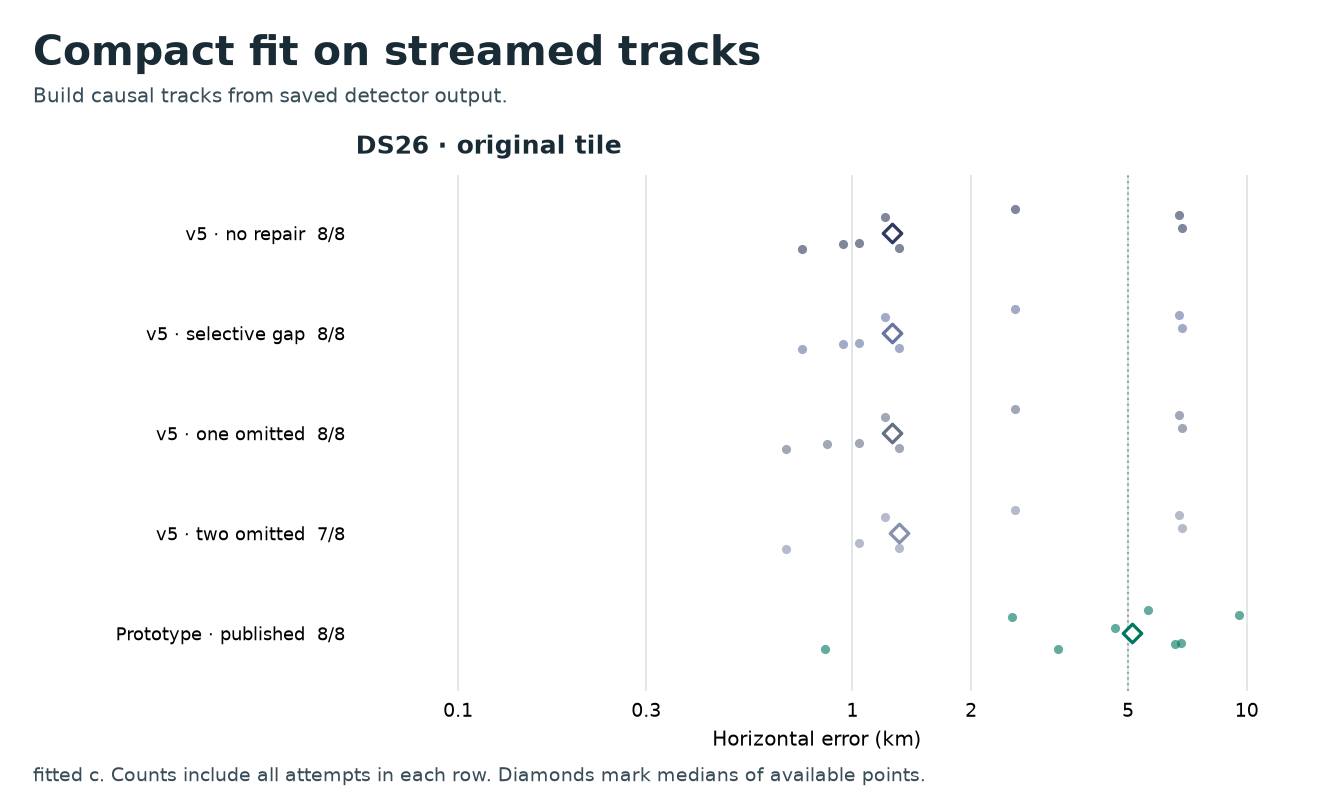 Compact fit on streamed tracks
Build causal tracks from saved detector output.
DS26 · original tile
v5 · no repair 8/8
v5 · selective gap 8/8
v5 · one omitted 8/8
v5 · two omitted 7/8
Prototype · published 8/8
0.1 0.3 1 2 5 10
Horizontal error (km)
fitted c. Counts include all attempts in each row. Diamonds mark medians of available points.